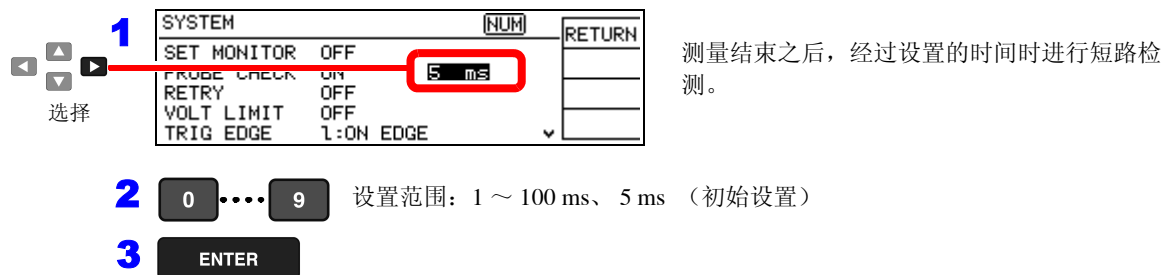 1
SYSTEM NUM RETURN
SET MONITOR OFF
PROBE CHECK ON 5 ms
RETRY OFF
VOLT LIMIT OFF
TRIG EDGE l:ON EDGE
选择
测量结束之后，经过设置的时间时进行短路检
测。
2 0 •••• 9 设置范围：1 ～ 100 ms、 5 ms （初始设置）
3 ENTER